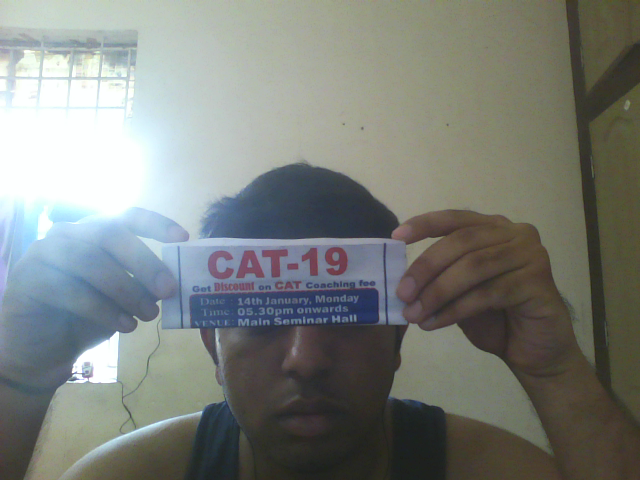 CAT-19
Get Discount on CAT Coaching fee
Date 14th January, Monday
Time 05.30pm onwards
VENUE Main Seminar Hall